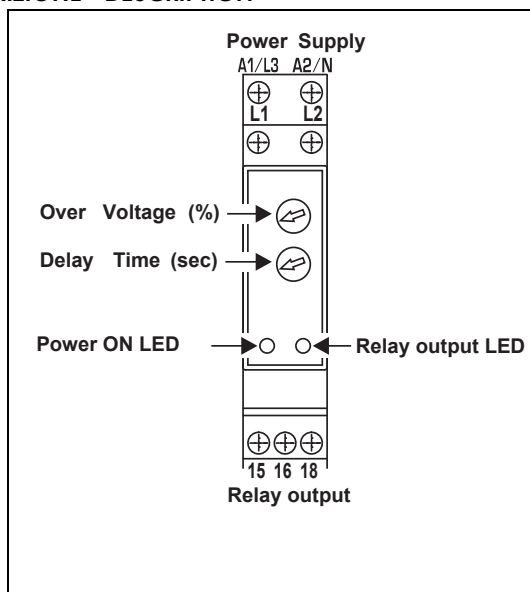 Power Supply
A1/L3 A2/N
L1 L2
Over Voltage (%)
Delay Time (sec)
Power ON LED
Relay output LED
15 16 18
Relay output